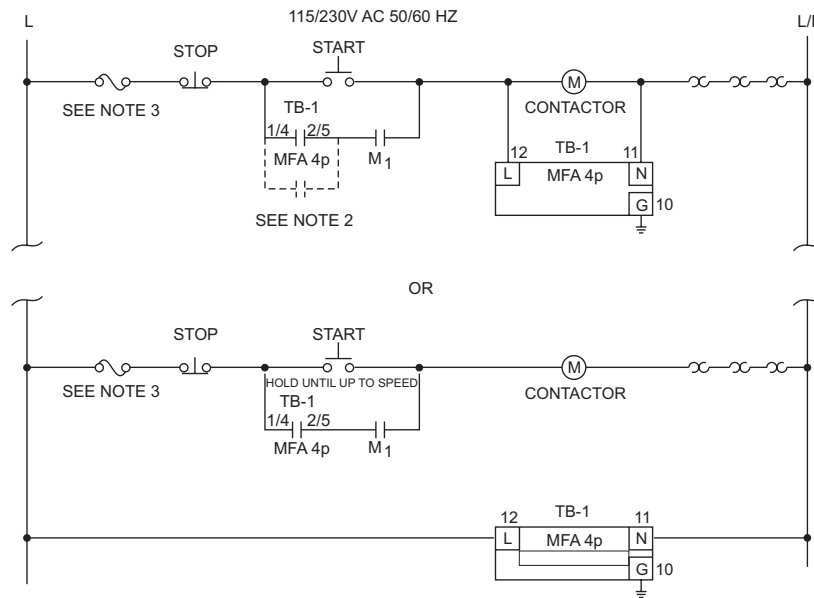 115/230V AC 50/60 HZ
L
STOP
START
SEE NOTE 3
TB-1
1/4 2/5
MFA 4p
M1
SEE NOTE 2
M
CONTACTOR
12 TB-1 11
L MFA 4p N
G 10
OR
STOP
START
SEE NOTE 3
HOLD UNTIL UP TO SPEED
TB-1
1/4 2/5
MFA 4p
M1
M
CONTACTOR
12 TB-1 11
L MFA 4p N
G 10